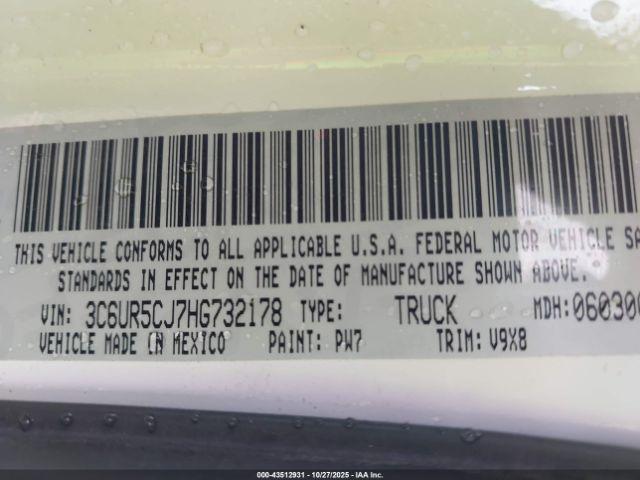 THIS VEHICLE CONFORMS TO ALL APPLICABLE U.S.A. FEDERAL MOTOR VEHICLE SA
STANDARDS IN EFFECT ON THE DATE OF MANUFACTURE SHOWN ABOVE.
VIN: 3C6UR5CJ7HG732178 TYPE: TRUCK MDH: 060300
VEHICLE MADE IN MEXICO PAINT: PW7 TRIM: V9X8
000-43512931 - 10/27/2025 - IAA Inc.